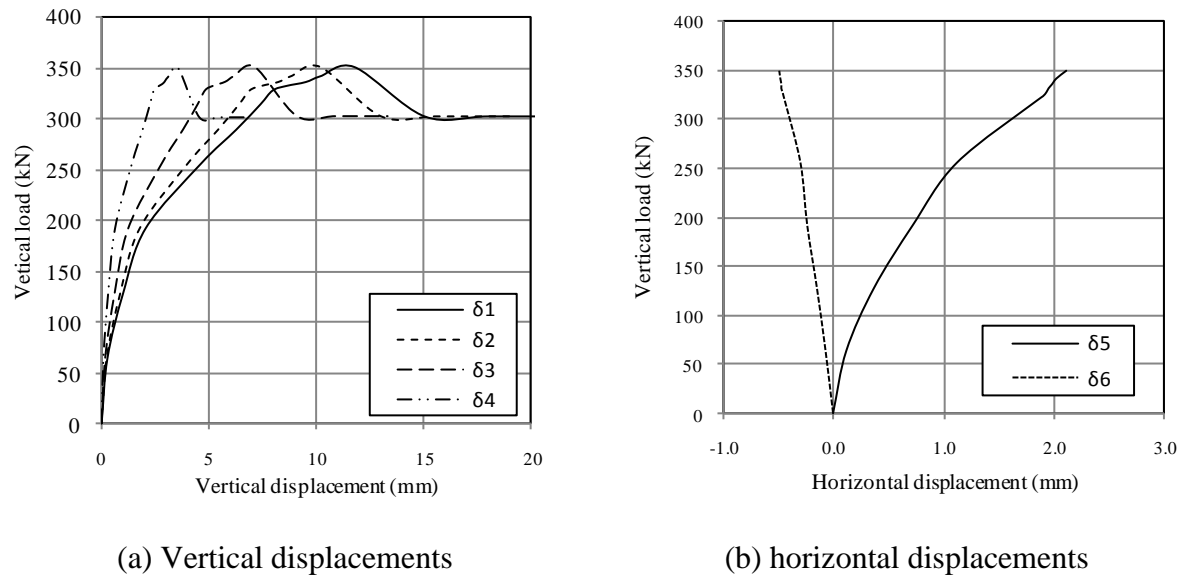 400
350
300
250
200
150
100
50
0
Vetical load (kN)
0 5 10 15 20
Vertical displacement (mm)
δ1
δ2
δ3
δ4
(a) Vertical displacements
400
350
300
250
200
150
100
50
0
Vertical load (kN)
-1.0 0.0 1.0 2.0 3.0
Horizontal displacement (mm)
δ5
δ6
(b) horizontal displacements